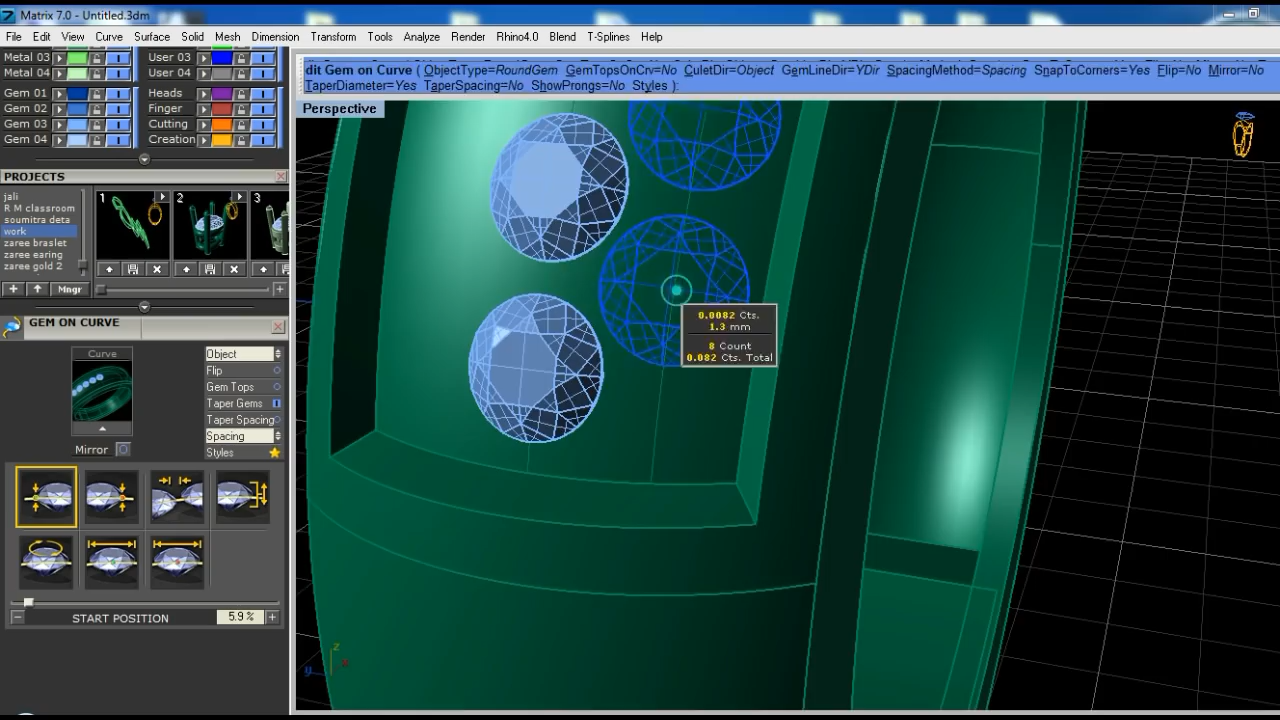 Matrix 7.0 - Untitled.3dm
File Edit View Curve Surface Solid Mesh Dimension Transform Tools Analyze Render Rhino4.0 Blend T-Splines Help
Metal 03 User 03
Metal 04 User 04
Gem 01 Heads
Gem 02 Finger
Gem 03 Cutting
Gem 04 Creation
dit Gem on Curve ( ObjectType=RoundGem GemTopsOnCrv=No CuletDir=Object GemLineDir=YDir SpacingMethod=Spacing SnapToCorners=Yes Flip=No Mirror=No
TaperDiameter=Yes TaperSpacing=No ShowProngs=No Styles ):
Perspective
PROJECTS
jali
R M classroom
soumitra deta
work
zaree braslet
zaree earing
zaree gold 2
1 2 3
+ Mngr +
GEM ON CURVE
Curve
Object
Flip
Gem Tops
Taper Gems
Taper Spacing
Spacing
Styles
Mirror
START POSITION 5.9 %
0.0082 Cts.
1.3 mm
8 Count
0.082 Cts. Total
z
y x